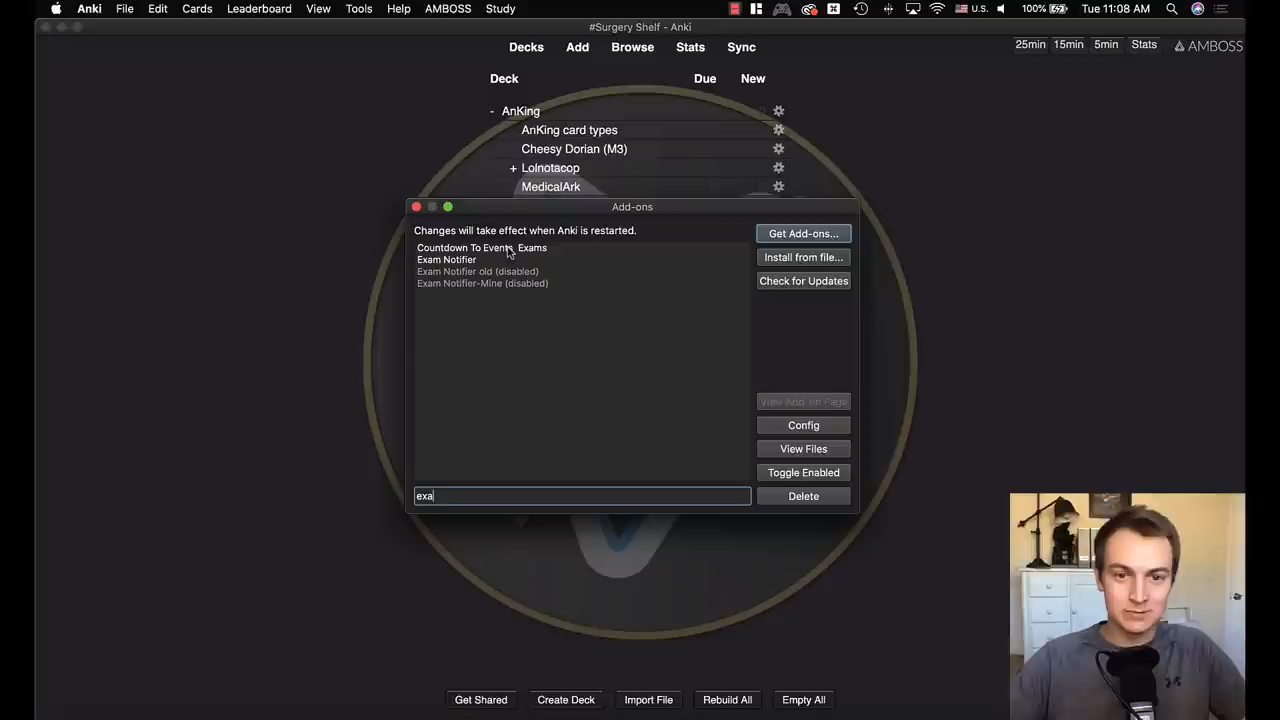 Anki File Edit Cards Leaderboard View Tools Help AMBOSS Study U.S. 100% Tue 11:08 AM
#Surgery Shelf - Anki
Decks Add Browse Stats Sync
25min 15min 5min Stats AMBOSS
Deck Due New
- AnKing
AnKing card types
Cheesy Dorian (M3)
+ Lolnotacop
MedicalArk
Add-ons
Changes will take effect when Anki is restarted.
Countdown To Events, Exams
Exam Notifier
Exam Notifier old (disabled)
Exam Notifier-Mine (disabled)
Get Add-ons...
Install from file...
Check for Updates
View Add-on Page
Config
View Files
Toggle Enabled
exa
Delete
Get Shared Create Deck Import File Rebuild All Empty All